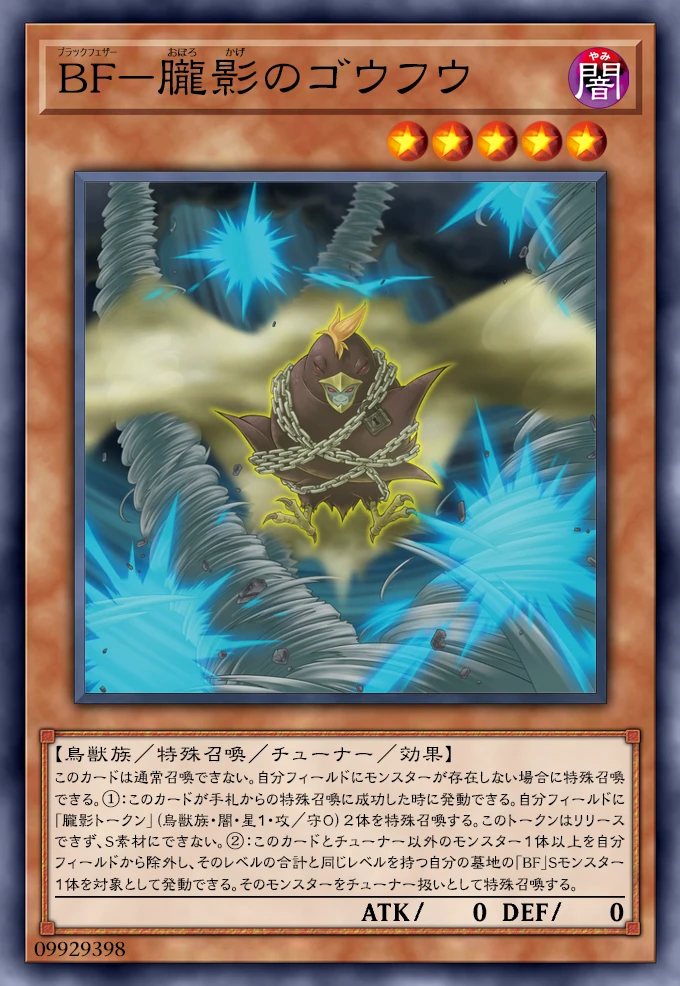 ブラックフェザー おぼろ かげ
BF－朧影のゴウフウ
やみ
闇
【鳥獣族／特殊召喚／チューナー／効果】
このカードは通常召喚できない。自分フィールドにモンスターが存在しない場合に特殊召喚
できる。①：このカードが手札からの特殊召喚に成功した時に発動できる。自分フィールドに
「朧影トークン」（鳥獣族・闇・星1・攻／守0）2体を特殊召喚する。このトークンはリリース
できず、S素材にできない。②：このカードとチューナー以外のモンスター1体以上を自分
フィールドから除外し、そのレベルの合計と同じレベルを持つ自分の墓地の「BF」Sモンスター
1体を対象として発動できる。そのモンスターをチューナー扱いとして特殊召喚する。
ATK/ 0 DEF/ 0
09929398